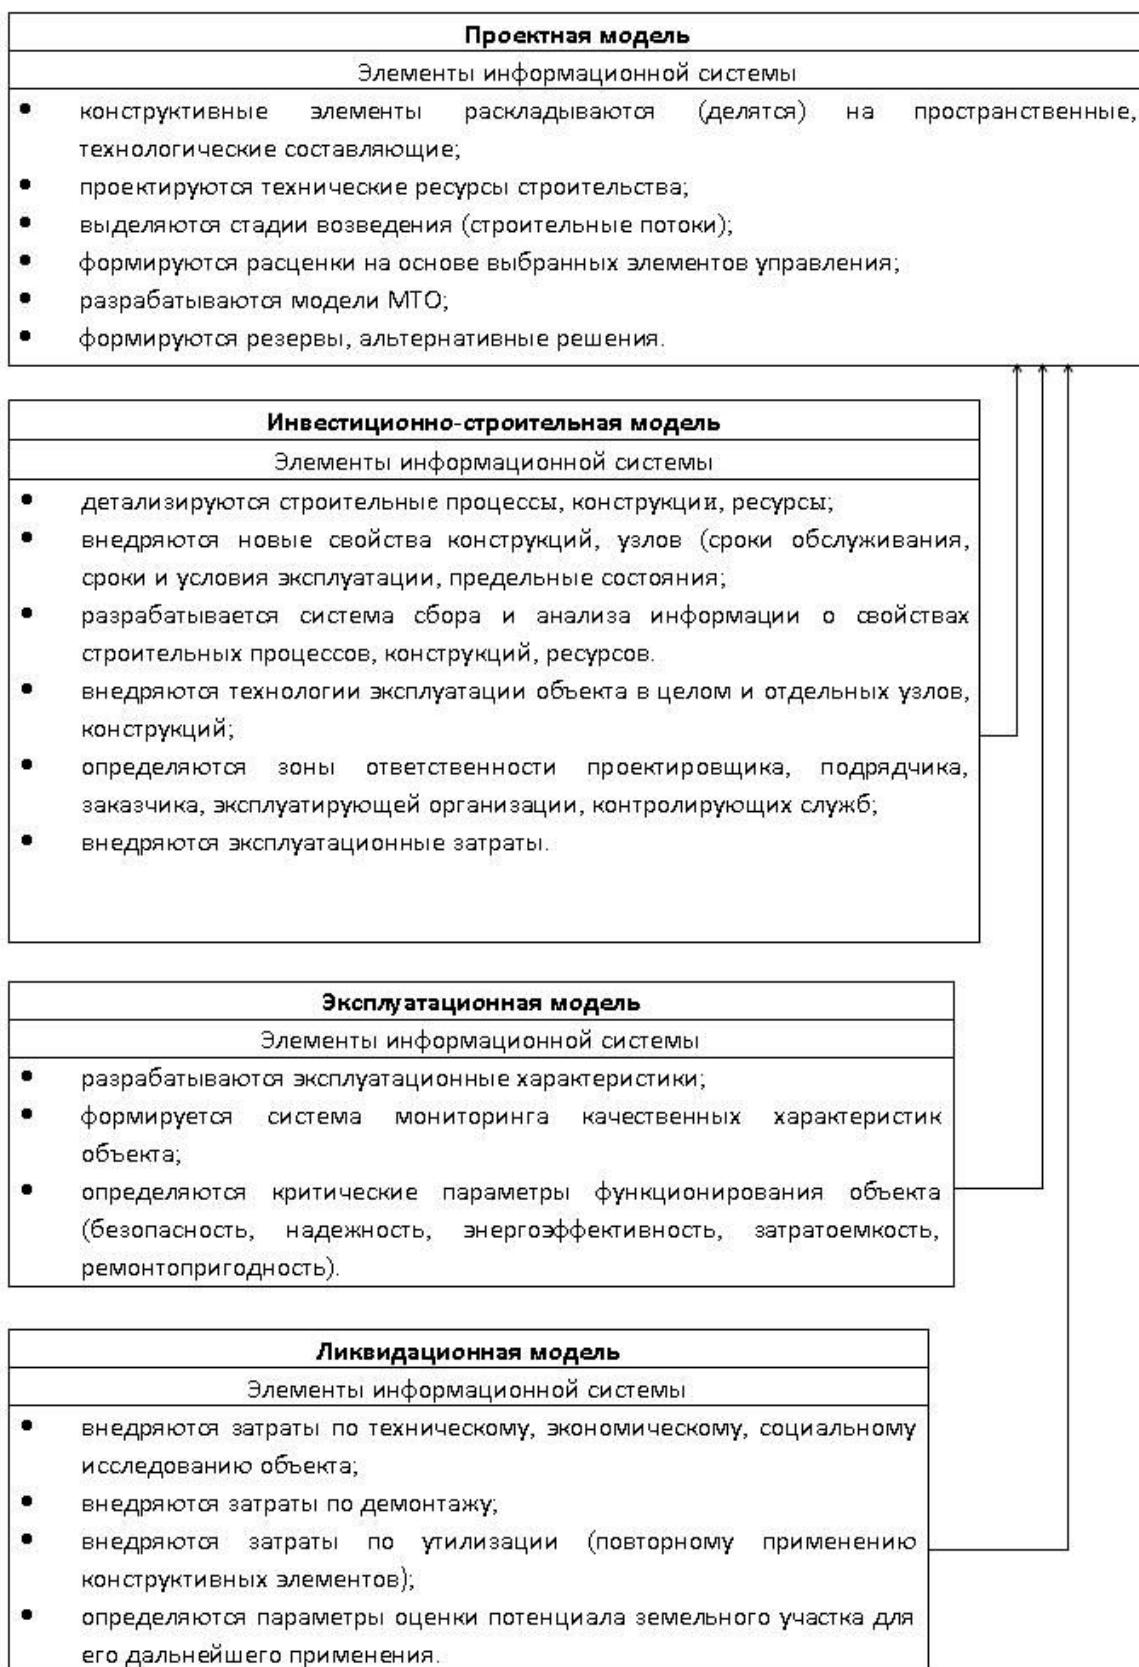 Проектная модель
Элементы информационной системы
• конструктивные элементы раскладываются (делятся) на пространственные,
технологические составляющие;
• проектируются технические ресурсы строительства;
• выделяются стадии возведения (строительные потоки);
• формируются расценки на основе выбранных элементов управления;
• разрабатываются модели МТО;
• формируются резервы, альтернативные решения.
Инвестиционно-строительная модель
Элементы информационной системы
• детализируются строительные процессы, конструкции, ресурсы;
• внедряются новые свойства конструкций, узлов (сроки обслуживания,
сроки и условия эксплуатации, предельные состояния;
• разрабатывается система сбора и анализа информации о свойствах
строительных процессов, конструкций, ресурсов.
• внедряются технологии эксплуатации объекта в целом и отдельных узлов,
конструкций;
• определяются зоны ответственности проектировщика, подрядчика,
заказчика, эксплуатирующей организации, контролирующих служб;
• внедряются эксплуатационные затраты.
Эксплуатационная модель
Элементы информационной системы
• разрабатываются эксплуатационные характеристики;
• формируется система мониторинга качественных характеристик
объекта;
• определяются критические параметры функционирования объекта
(безопасность, надежность, энергоэффективность, затратоемкость,
ремонтопригодность).
Ликвидационная модель
Элементы информационной системы
• внедряются затраты по техническому, экономическому, социальному
исследованию объекта;
• внедряются затраты по демонтажу;
• внедряются затраты по утилизации (повторному применению
конструктивных элементов);
• определяются параметры оценки потенциала земельного участка для
его дальнейшего применения.